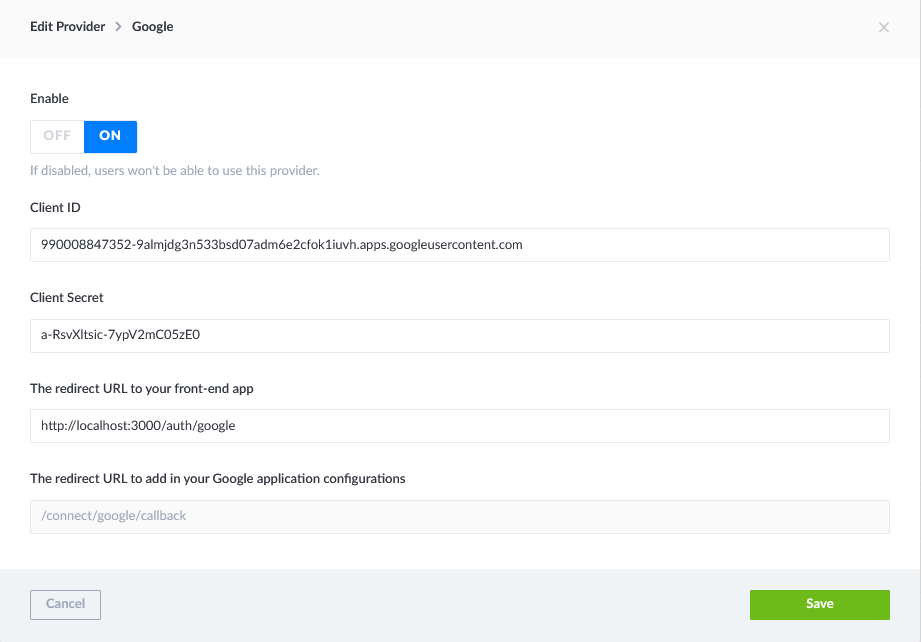 Edit Provider > Google
Enable
OFF ON
If disabled, users won't be able to use this provider.
Client ID
990008847352-9almjdg3n533bsd07adm6e2cfok1iuvh.apps.googleusercontent.com
Client Secret
a-RsvXltsic-7ypV2mC05zE0
The redirect URL to your front-end app
http://localhost:3000/auth/google
The redirect URL to add in your Google application configurations
/connect/google/callback
Cancel Save